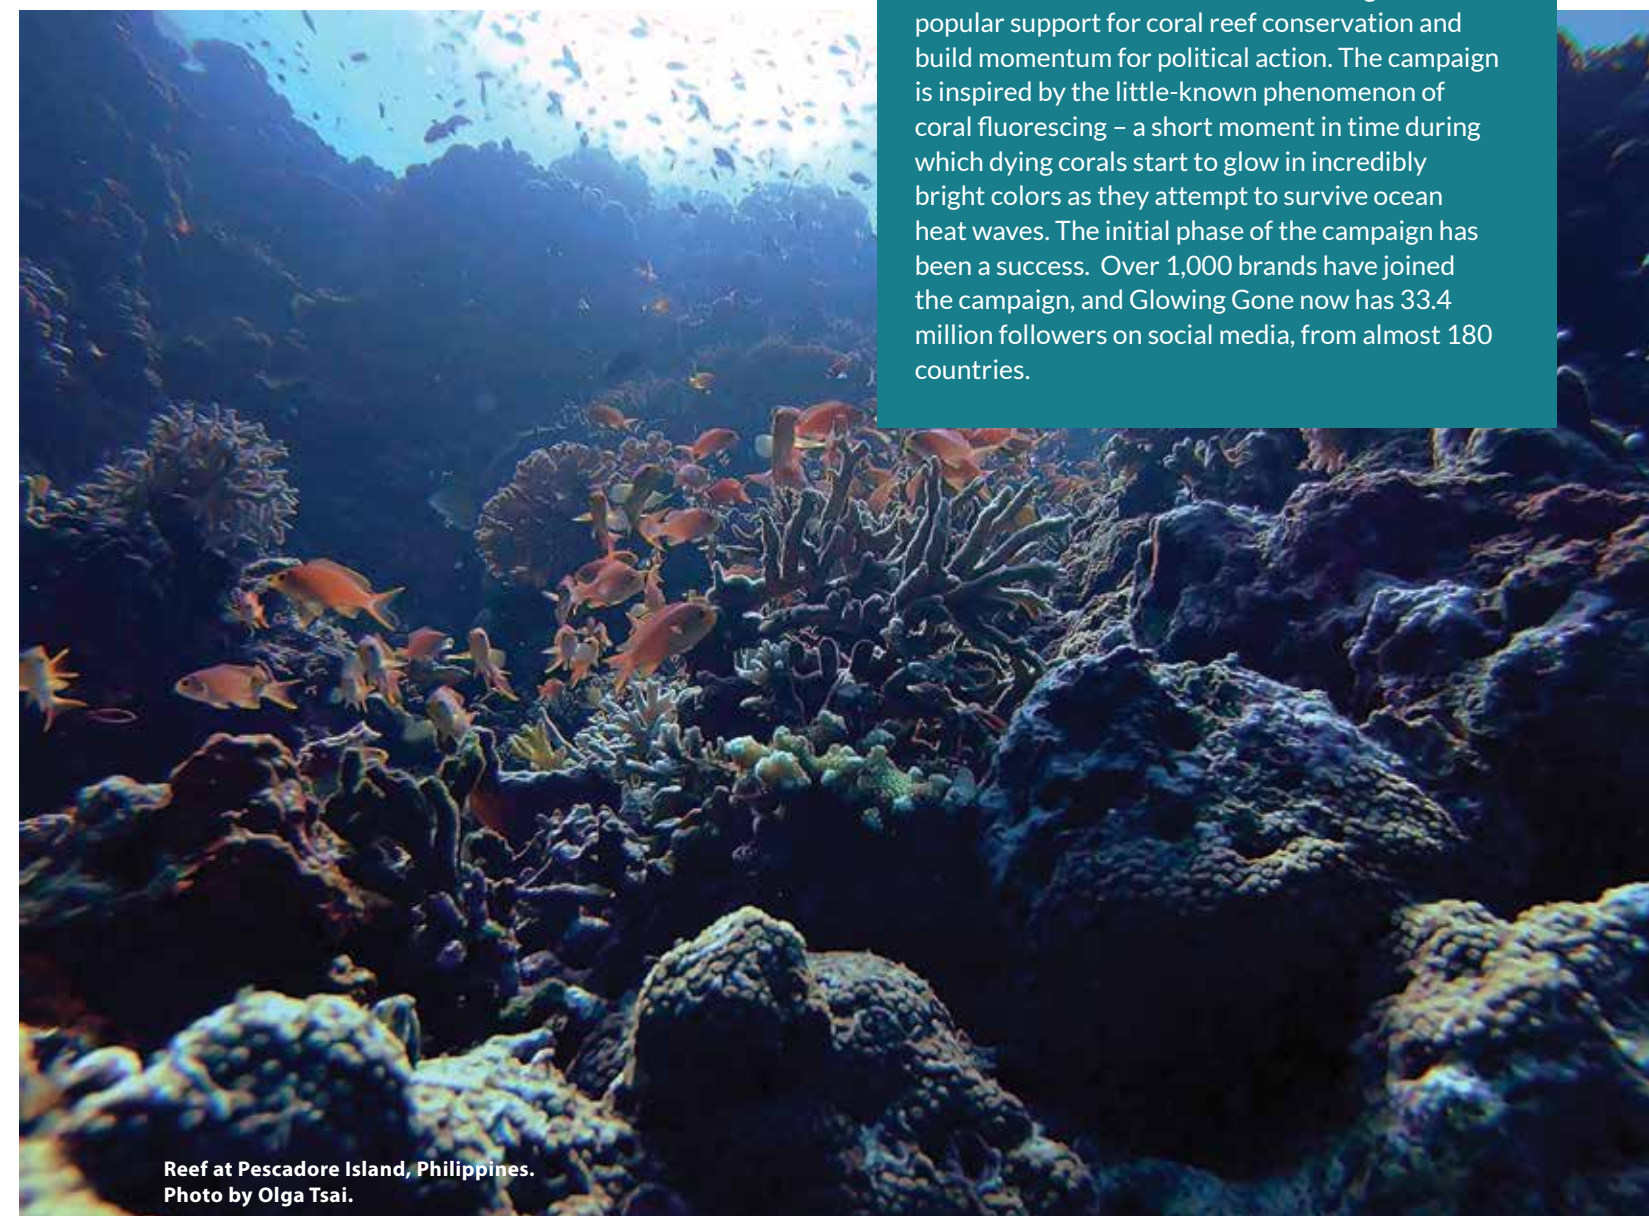 popular support for coral reef conservation and
build momentum for political action. The campaign
is inspired by the little-known phenomenon of
coral fluorescing – a short moment in time during
which dying corals start to glow in incredibly
bright colors as they attempt to survive ocean
heat waves. The initial phase of the campaign has
been a success.  Over 1,000 brands have joined
the campaign, and Glowing Gone now has 33.4
million followers on social media, from almost 180
countries.
Reef at Pescadore Island, Philippines.
Photo by Olga Tsai.